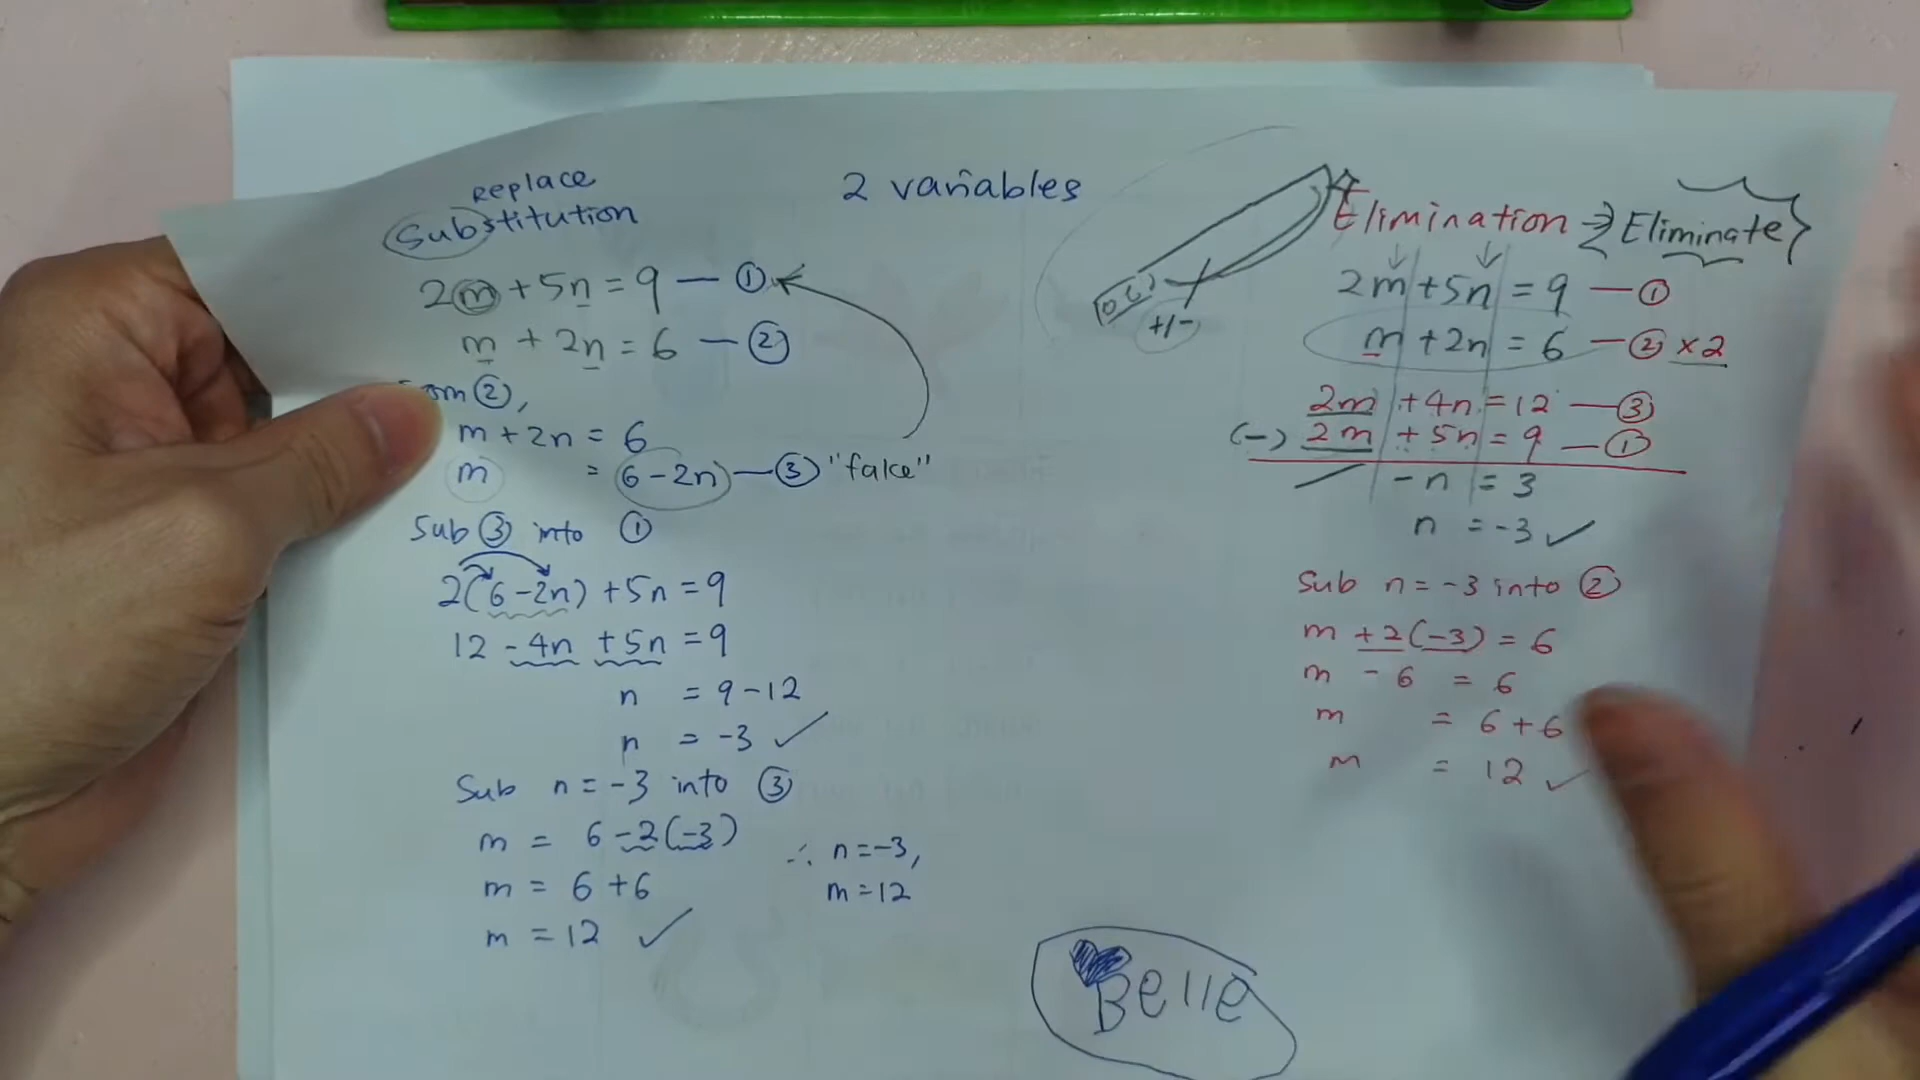 2 variables
replace
Substitution
2m + 5n = 9 — ①
m + 2n = 6 — ②
②,
m + 2n = 6
m = 6 - 2n — ③ "fake"
Sub ③ into ①
2(6 - 2n) + 5n = 9
12 - 4n + 5n = 9
n = 9 - 12
n = -3 ✓
Sub n = -3 into ③
m = 6 - 2(-3)
m = 6 + 6
m = 12 ✓
∴ n = -3,
m = 12
Elimination ⇒ {Eliminate}
+/-
2m + 5n = 9 — ①
m + 2n = 6 — ② × 2
2m + 4n = 12 — ③
(-) 2m + 5n = 9 — ①
-n = 3
n = -3 ✓
Sub n = -3 into ②
m + 2(-3) = 6
m - 6 = 6
m = 6 + 6
m = 12 ✓
Belle